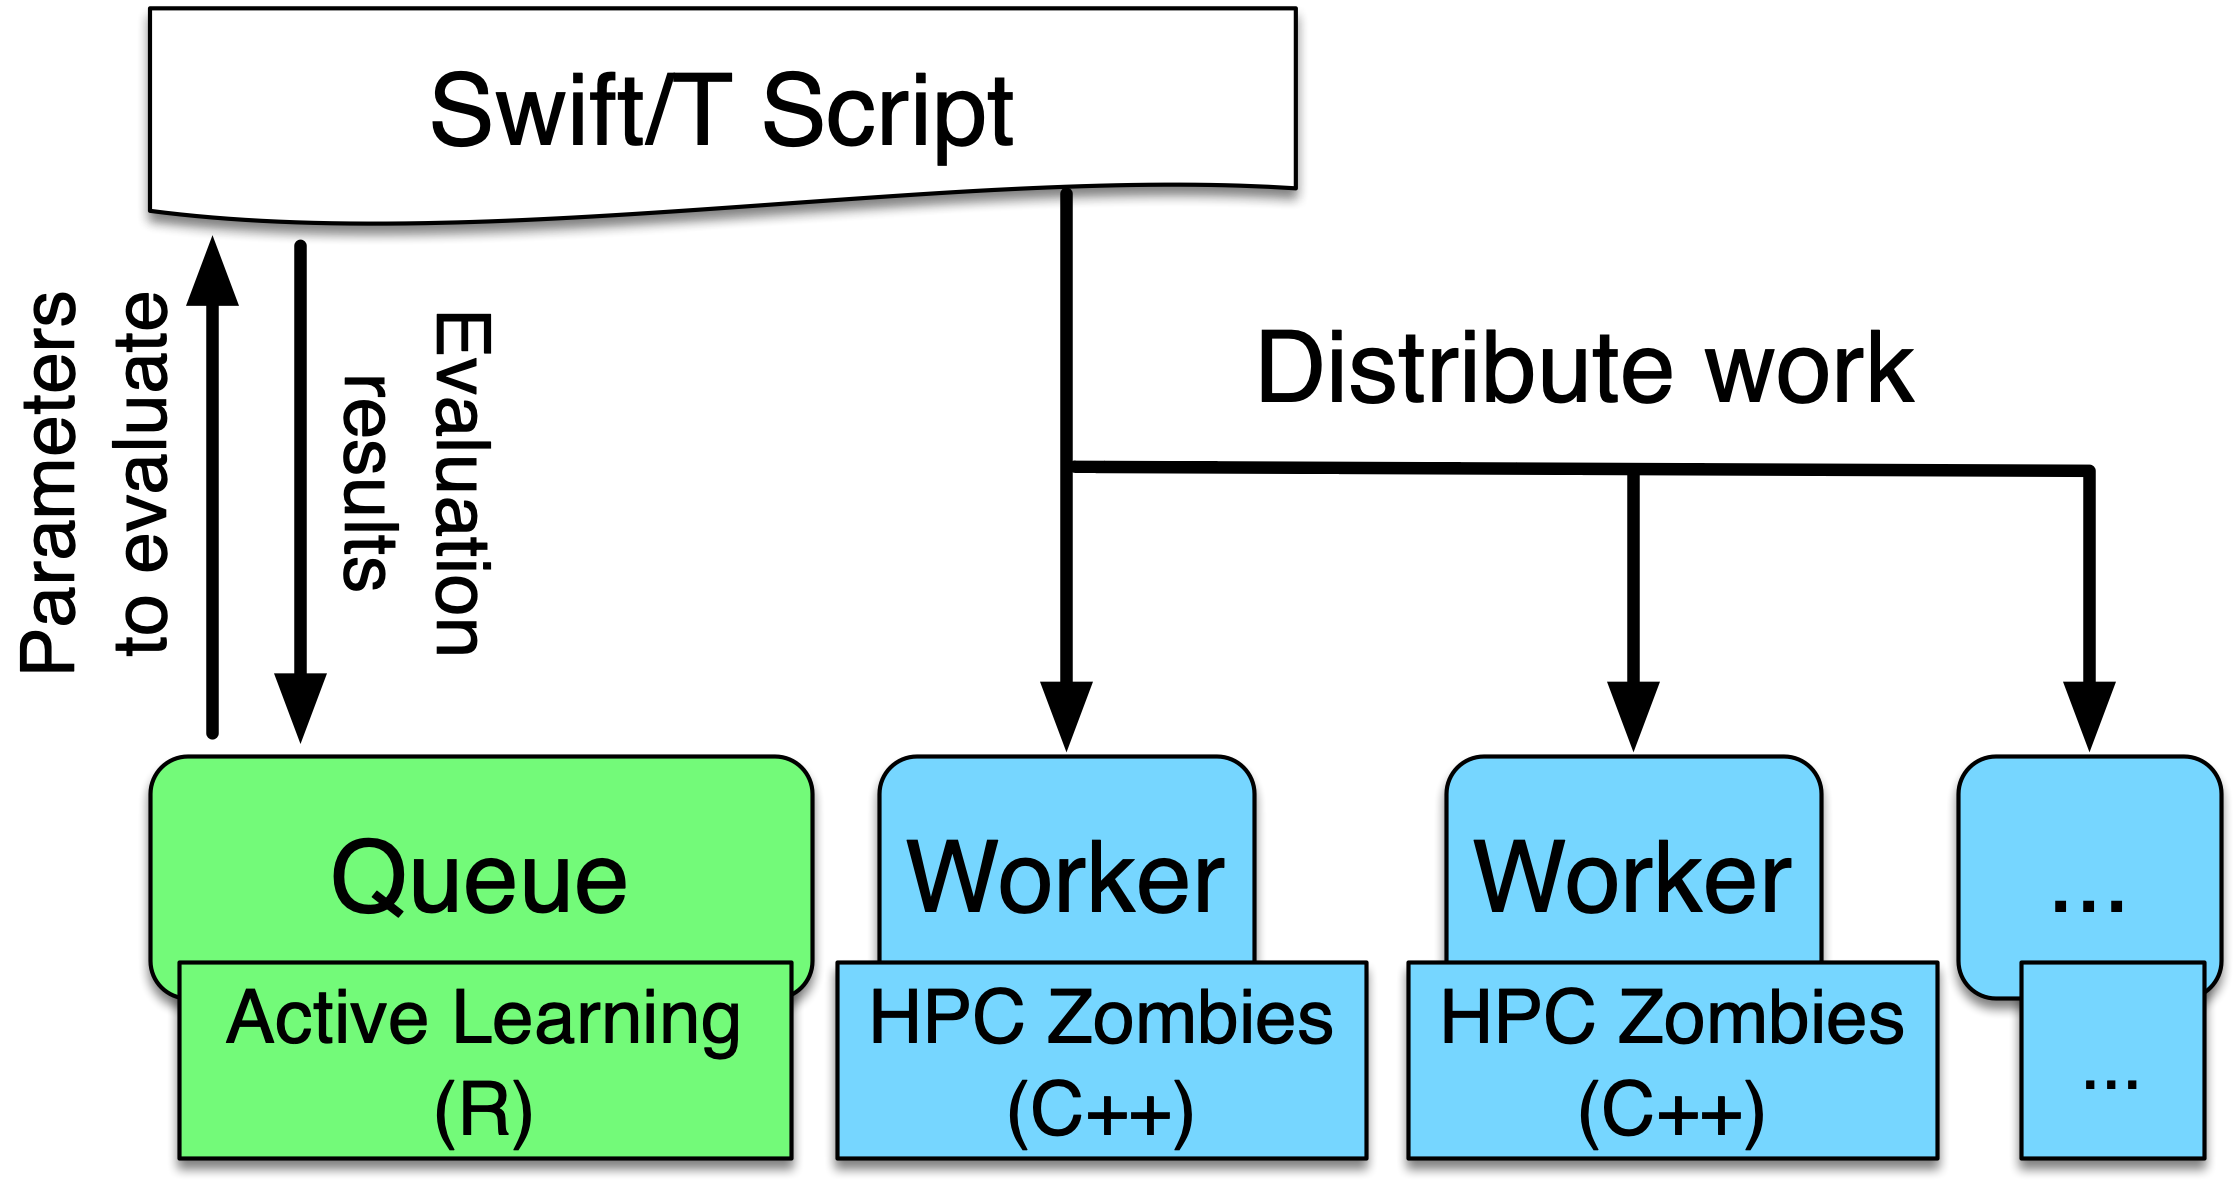 Swift/T Script
Parameters
to evaluate
Evaluation
results
Distribute work
Queue
Active Learning
(R)
Worker
HPC Zombies
(C++)
Worker
HPC Zombies
(C++)
...
...